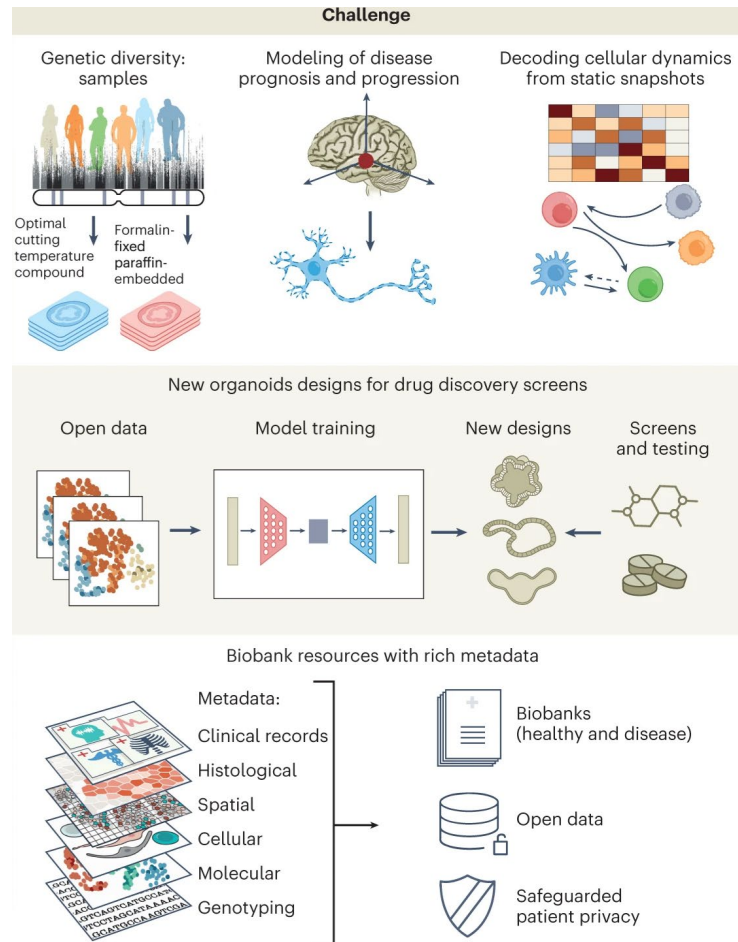 Challenge
Genetic diversity:
samples
Modeling of disease
prognosis and progression
Decoding cellular dynamics
from static snapshots
Optimal
cutting
temperature
compound
Formalin-
fixed
paraffin-
embedded
New organoids designs for drug discovery screens
Open data
Model training
New designs
Screens
and testing
Biobank resources with rich metadata
Metadata:
Clinical records
Histological
Spatial
Cellular
Molecular
Genotyping
Biobanks
(healthy and disease)
Open data
Safeguarded
patient privacy